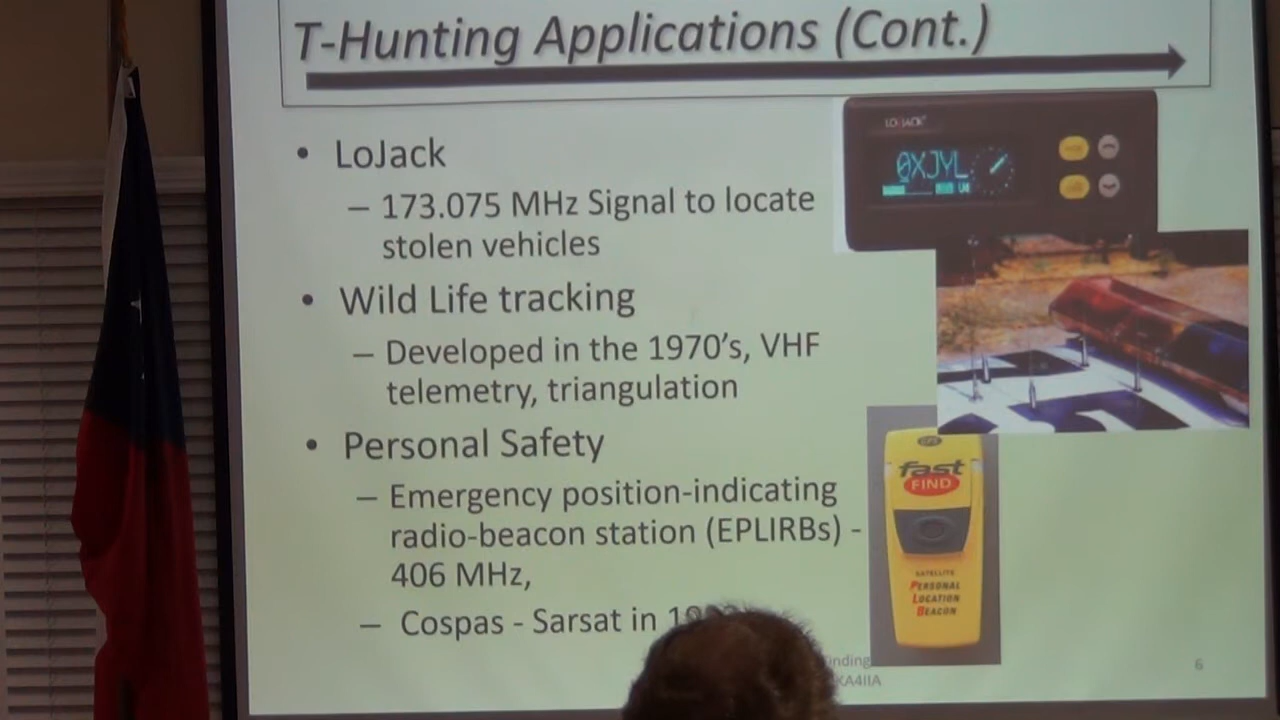 T-Hunting Applications (Cont.)
• LoJack
– 173.075 MHz Signal to locate
stolen vehicles
• Wild Life tracking
– Developed in the 1970's, VHF
telemetry, triangulation
• Personal Safety
– Emergency position-indicating
radio-beacon station (EPLIRBs) -
406 MHz,
– Cospas - Sarsat in
LOJACK
0XJYL
fast
FIND
SATELLITE
PERSONAL
LOCATION
BEACON
KA4IIA
6